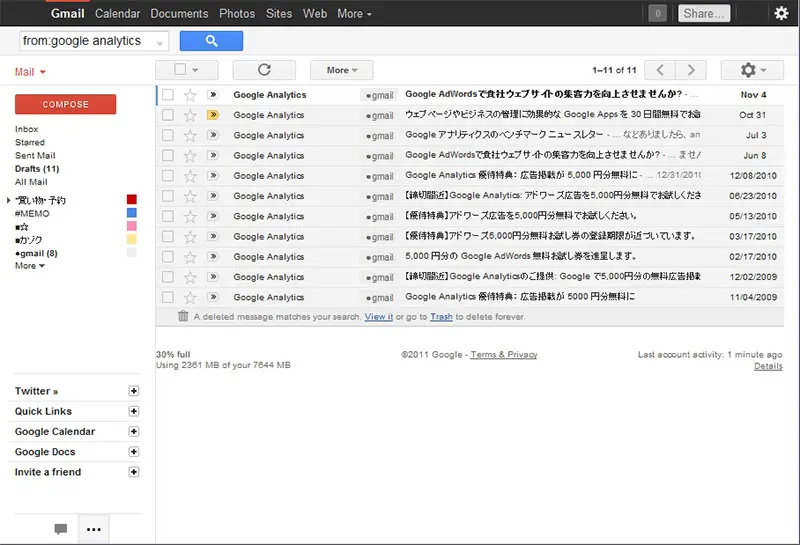 Gmail Calendar Documents Photos Sites Web More 0 Share...
from:google analytics
Mail More 1–11 of 11
COMPOSE
Inbox
Starred
Sent Mail
Drafts (11)
All Mail
*買い物・予約
#MEMO
■☆
■カゾク
●gmail (8)
More
Google Analytics ●gmail Google AdWordsで貴社ウェブサイトの集客力を向上させませんか? - ... Nov 4
Google Analytics ●gmail ウェブページやビジネスの管理に効果的な Google Apps を 30 日間無料でお Oct 31
Google Analytics ●gmail Google アナリティクスのベンチマーク ニュースレター - ... などありましたら、an Jul 3
Google Analytics ●gmail Google AdWordsで貴社ウェブサイトの集客力を向上させませんか? - ... ません Jun 8
Google Analytics ●gmail Google Analytics 優待特典: 広告掲載が 5,000 円分無料に - ... 12/31/201 12/08/2010
Google Analytics ●gmail 【締切間近】Google Analytics: アドワーズ広告を5,000円分無料でお試しくださ 06/23/2010
Google Analytics ●gmail 【優待特典】アドワーズ広告を5,000円分無料でお試しください。 05/13/2010
Google Analytics ●gmail 【優待特典】アドワーズ5,000円分無料お試し券の登録期限が近づいています。 03/17/2010
Google Analytics ●gmail 5,000 円分の Google AdWords 無料お試し券を進呈します。 02/17/2010
Google Analytics ●gmail 【締切間近】Google Analyticsのご提供: Google で5,000円分の無料広告掲 12/02/2009
Google Analytics ●gmail Google Analytics 優待特典: 広告掲載が 5000 円分無料に 11/04/2009
A deleted message matches your search. View it or go to Trash to delete forever.
30% full
Using 2361 MB of your 7644 MB
©2011 Google - Terms & Privacy
Last account activity: 1 minute ago
Details
Twitter »
Quick Links
Google Calendar
Google Docs
Invite a friend